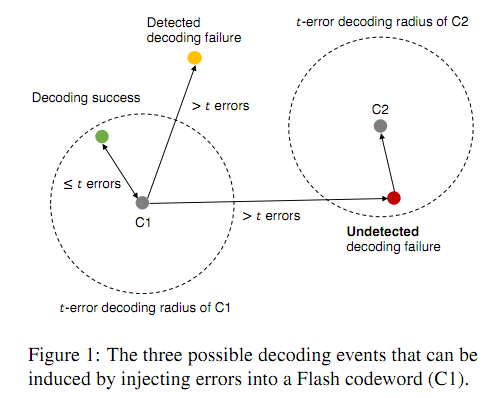 Detected
decoding failure
t-error decoding radius of C2
Decoding success
> t errors
C2
≤ t errors
C1
> t errors
Undetected
decoding failure
t-error decoding radius of C1
Figure 1: The three possible decoding events that can be
induced by injecting errors into a Flash codeword (C1).